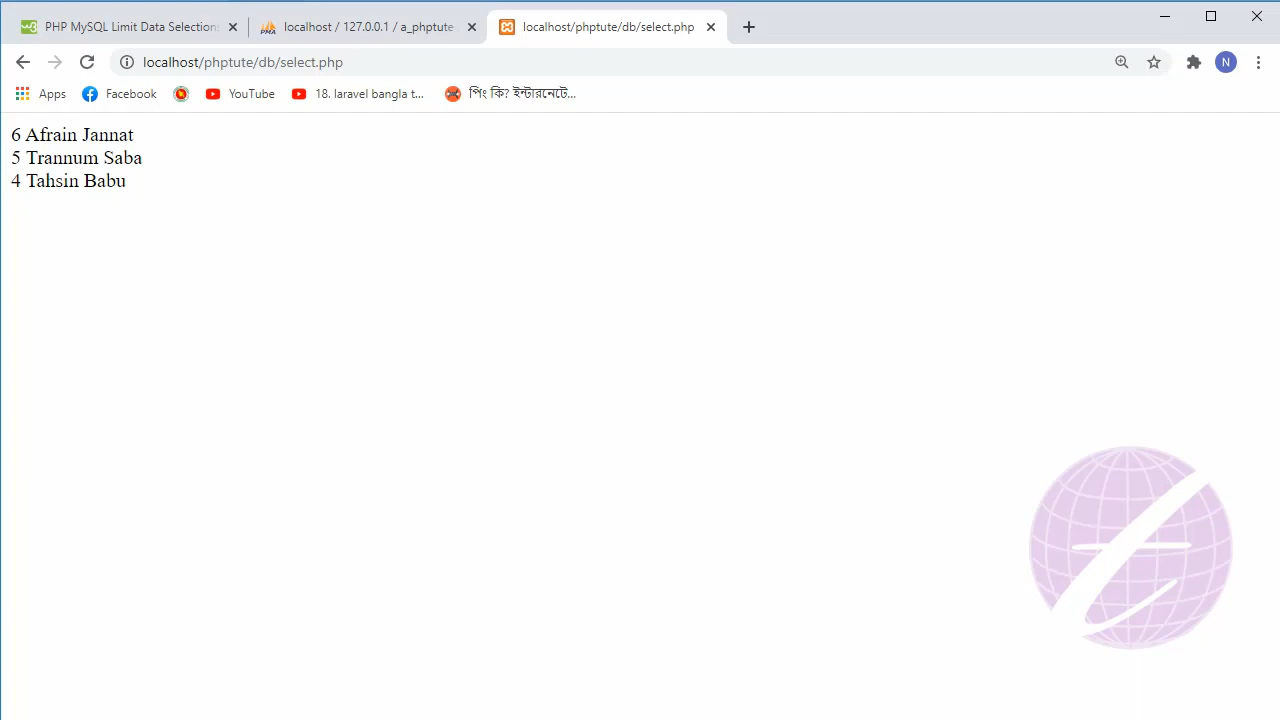 PHP MySQL Limit Data Selections
localhost / 127.0.0.1 / a_phptute
localhost/phptute/db/select.php
localhost/phptute/db/select.php
N
Apps
Facebook
YouTube
18. laravel bangla t...
পিং কি? ইন্টারনেটে...
6 Afrain Jannat
5 Trannum Saba
4 Tahsin Babu